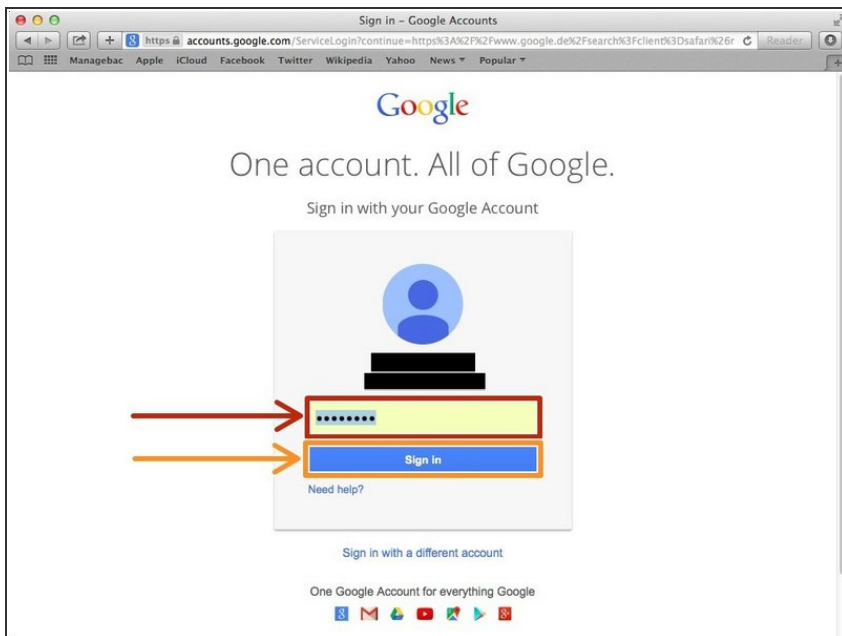 Sign in – Google Accounts
https accounts.google.com/ServiceLogin?continue=https%3A%2F%2Fwww.google.de%2Fsearch%3Fclient%3Dsafari%26r Reader
Managebac Apple iCloud Facebook Twitter Wikipedia Yahoo News Popular
Google
One account. All of Google.
Sign in with your Google Account
Sign in
Need help?
Sign in with a different account
One Google Account for everything Google